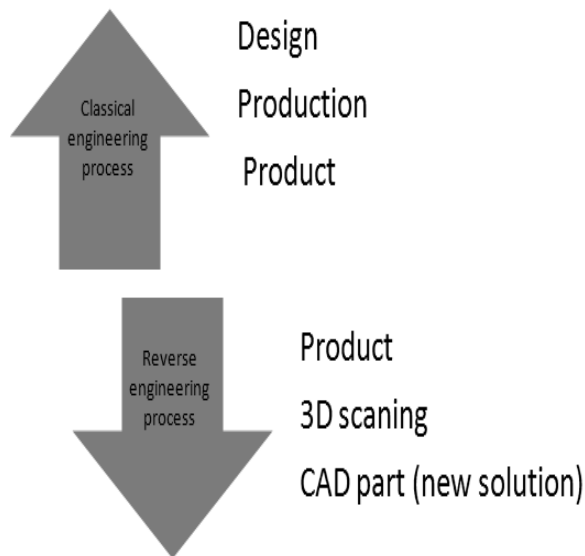 Classical
engineering
process
Design
Production
Product
Reverse
engineering
process
Product
3D scaning
CAD part (new solution)